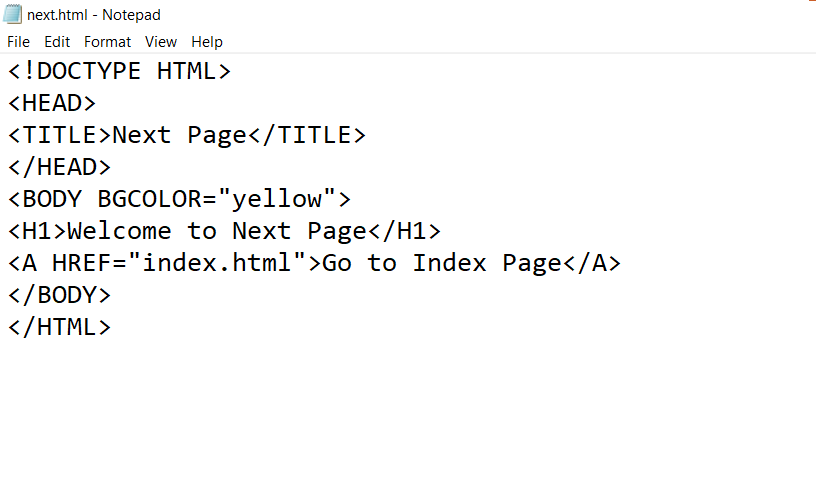 next.html - Notepad
File Edit Format View Help
<!DOCTYPE HTML>
<HEAD>
<TITLE>Next Page</TITLE>
</HEAD>
<BODY BGCOLOR="yellow">
<H1>Welcome to Next Page</H1>
<A HREF="index.html">Go to Index Page</A>
</BODY>
</HTML>